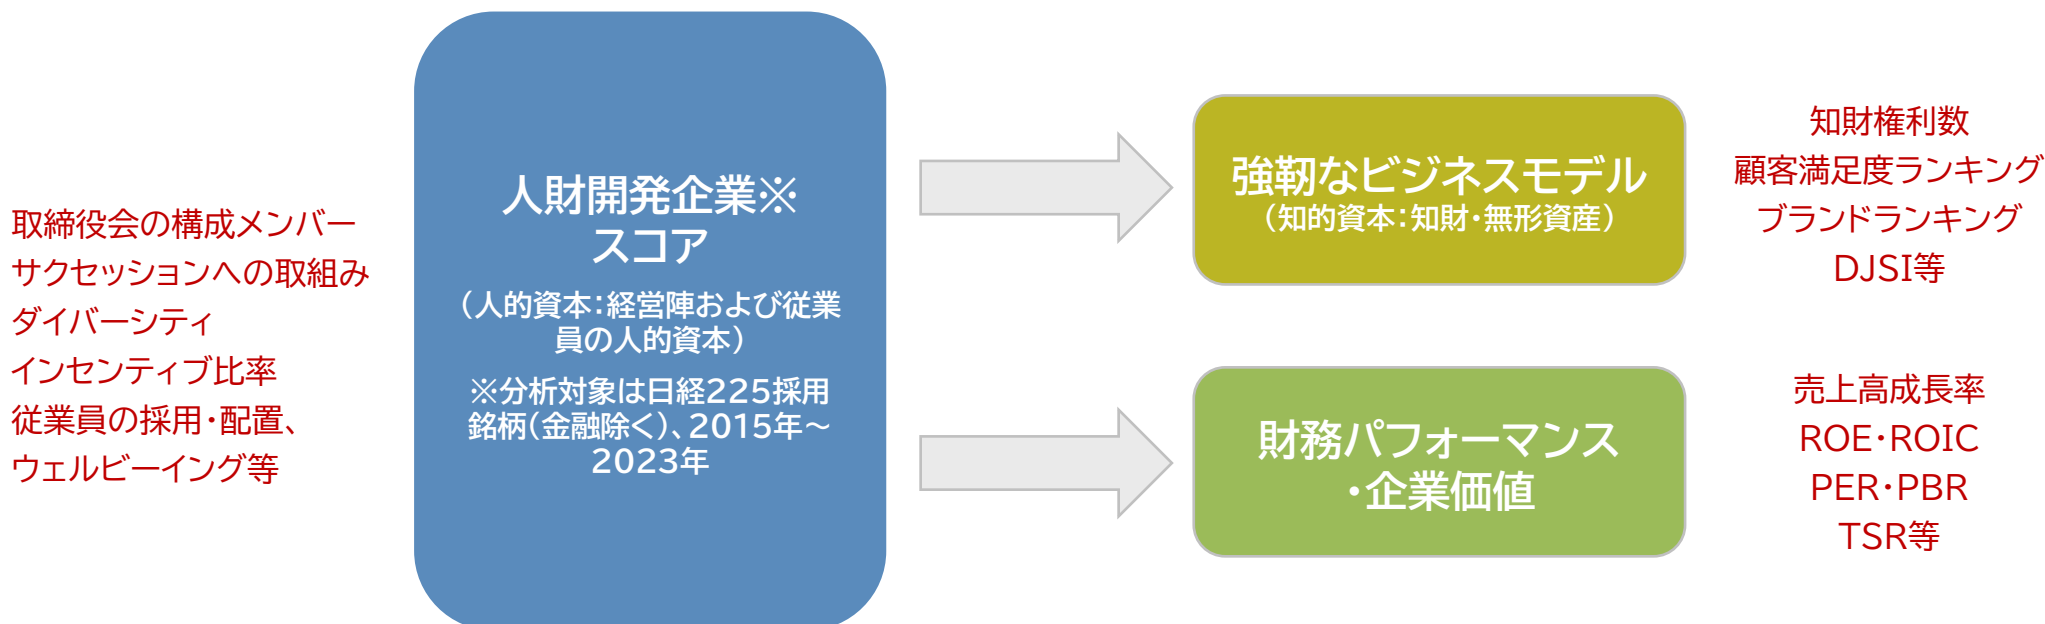 取締役会の構成メンバー
サクセッションへの取組み
ダイバーシティ
インセンティブ比率
従業員の採用・配置、
ウェルビーイング等
人財開発企業※
スコア
（人的資本：経営陣および従業
員の人的資本）
※分析対象は日経225採用
銘柄（金融除く）、2015年～
2023年
強靭なビジネスモデル
（知的資本：知財・無形資産）
知財権利数
顧客満足度ランキング
ブランドランキング
DJSI等
財務パフォーマンス
・企業価値
売上高成長率
ROE・ROIC
PER・PBR
TSR等